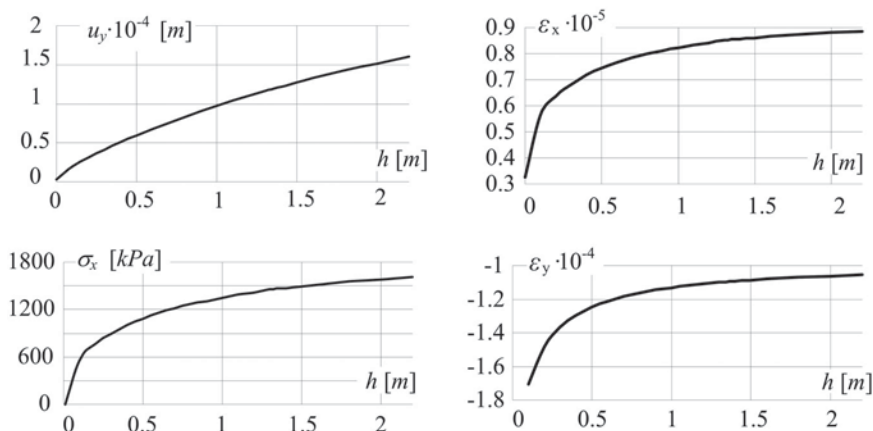 2
u_y·10⁻⁴ [m]
1.5
1
0.5
0
h [m]
0 0.5 1 1.5 2
0.9
ε_x·10⁻⁵
0.8
0.7
0.6
0.5
0.4
0.3
h [m]
0 0.5 1 1.5 2
1800
σ_x [kPa]
1200
600
0
h [m]
0 0.5 1 1.5 2
-1
ε_y·10⁻⁴
-1.2
-1.4
-1.6
-1.8
h [m]
0 0.5 1 1.5 2